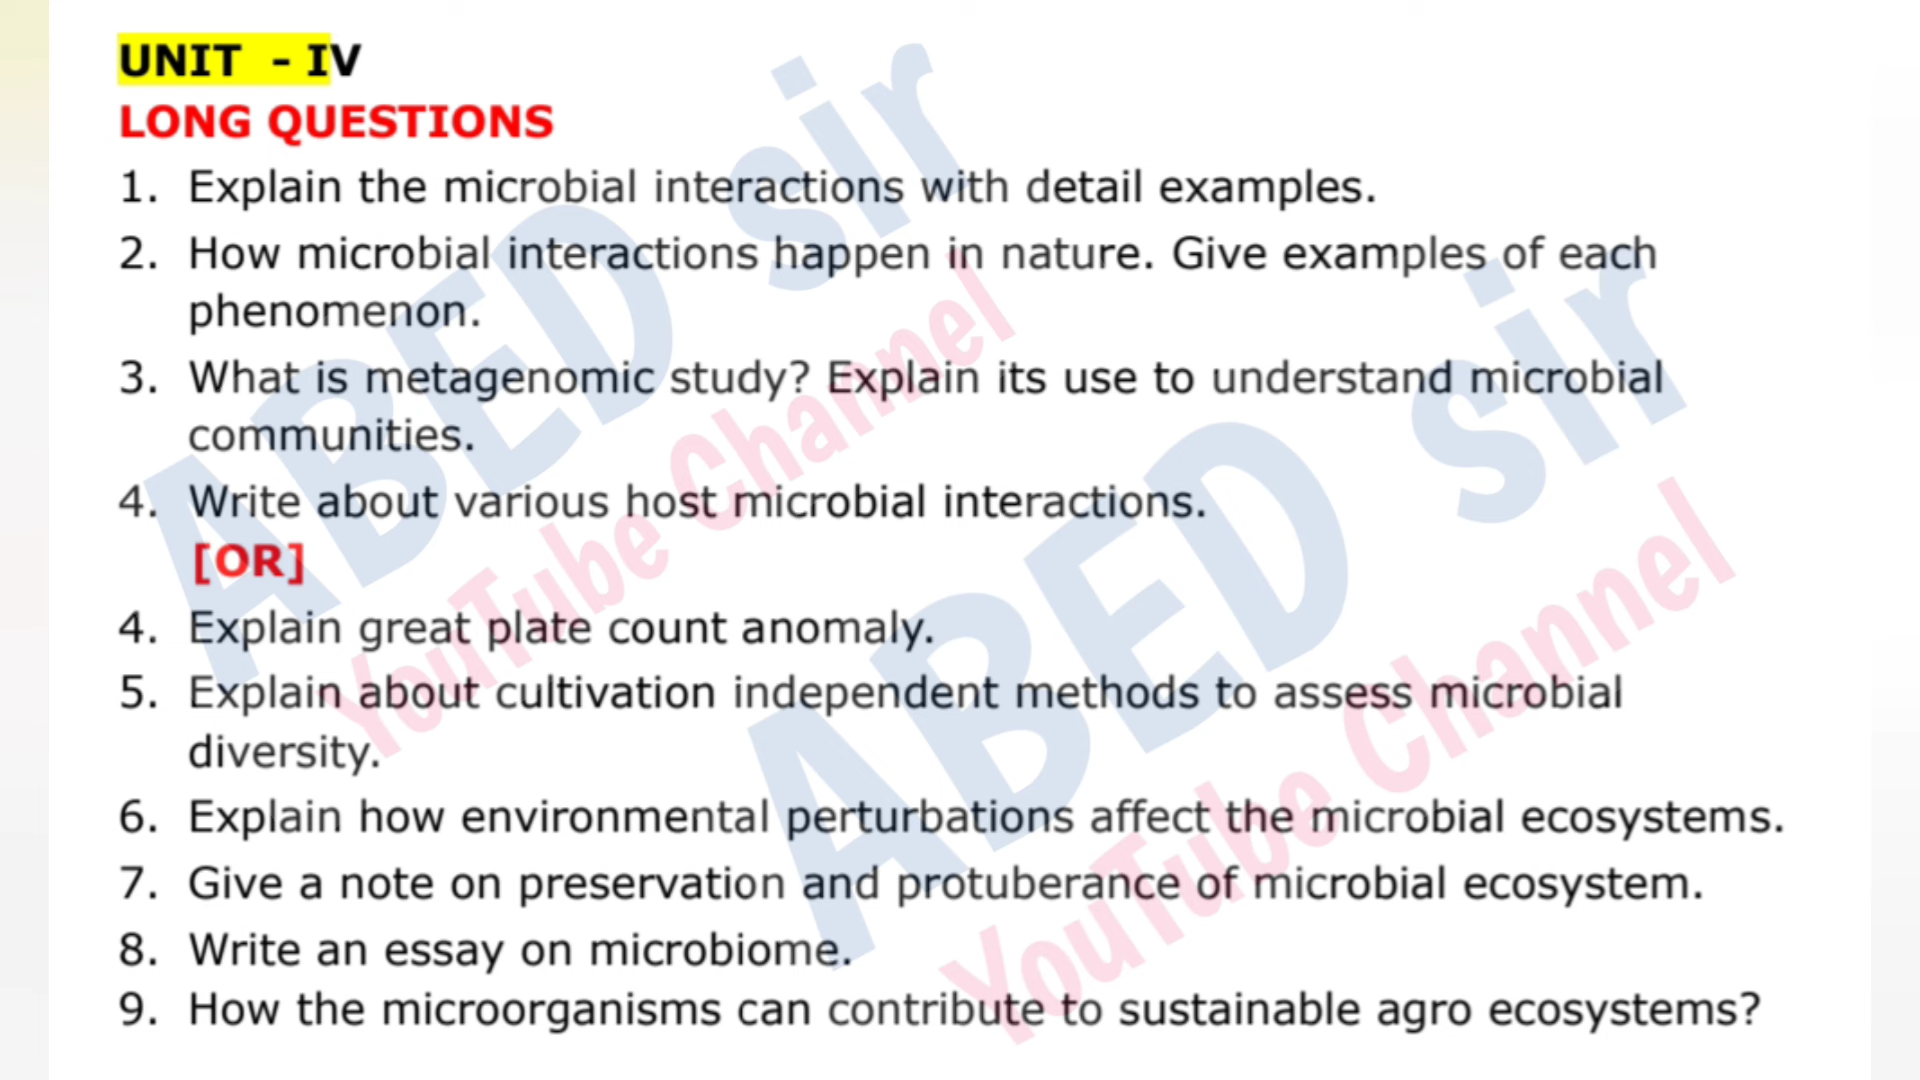 UNIT - IV
LONG QUESTIONS
1. Explain the microbial interactions with detail examples.
2. How microbial interactions happen in nature. Give examples of each
phenomenon.
3. What is metagenomic study? Explain its use to understand microbial
communities.
4. Write about various host microbial interactions.
[OR]
4. Explain great plate count anomaly.
5. Explain about cultivation independent methods to assess microbial
diversity.
6. Explain how environmental perturbations affect the microbial ecosystems.
7. Give a note on preservation and protuberance of microbial ecosystem.
8. Write an essay on microbiome.
9. How the microorganisms can contribute to sustainable agro ecosystems?
ABED sir
YouTube Channel
ABED sir
YouTube Channel